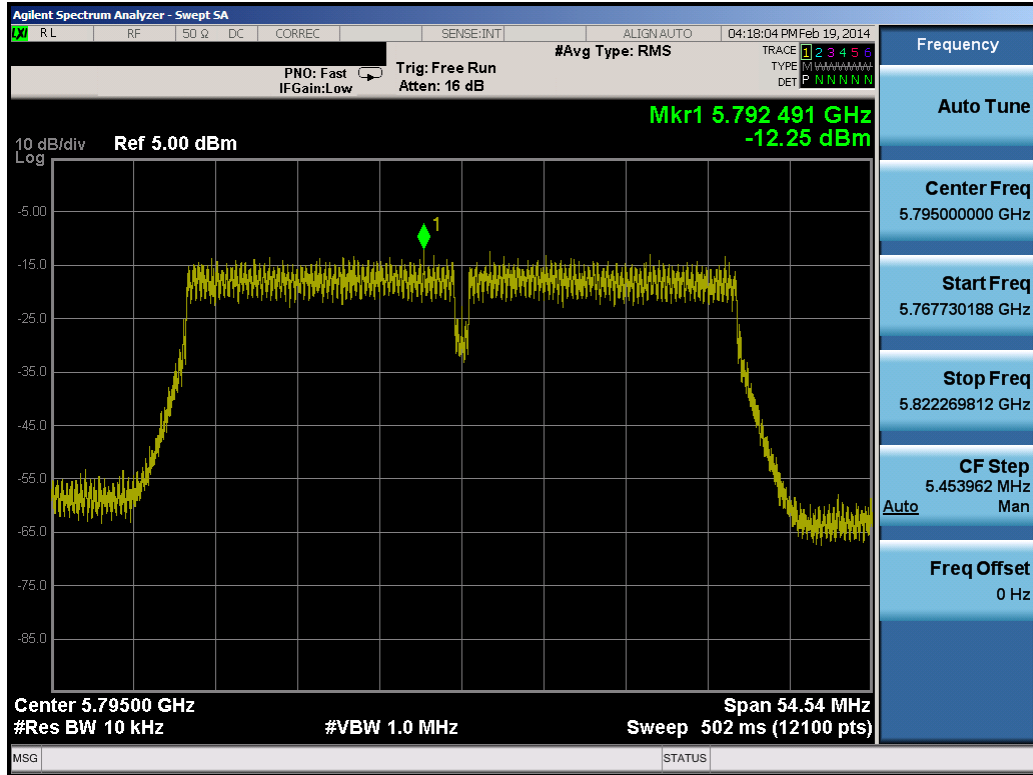 Agilent Spectrum Analyzer - Swept SA
LXI RL RF 50 Ω DC CORREC SENSE:INT ALIGN AUTO 04:18:04 PM Feb 19, 2014
PNO: Fast
IFGain:Low
Trig: Free Run
Atten: 16 dB
#Avg Type: RMS
TRACE 1 2 3 4 5 6
TYPE M W W W W W
DET P N N N N N
Mkr1 5.792 491 GHz
-12.25 dBm
10 dB/div
Log
Ref 5.00 dBm
1
-5.00
-15.0
-25.0
-35.0
-45.0
-55.0
-65.0
-75.0
-85.0
Center 5.79500 GHz
#Res BW 10 kHz
#VBW 1.0 MHz
Span 54.54 MHz
Sweep 502 ms (12100 pts)
MSG
STATUS
Frequency
Auto Tune
Center Freq
5.795000000 GHz
Start Freq
5.767730188 GHz
Stop Freq
5.822269812 GHz
CF Step
5.453962 MHz
Auto Man
Freq Offset
0 Hz